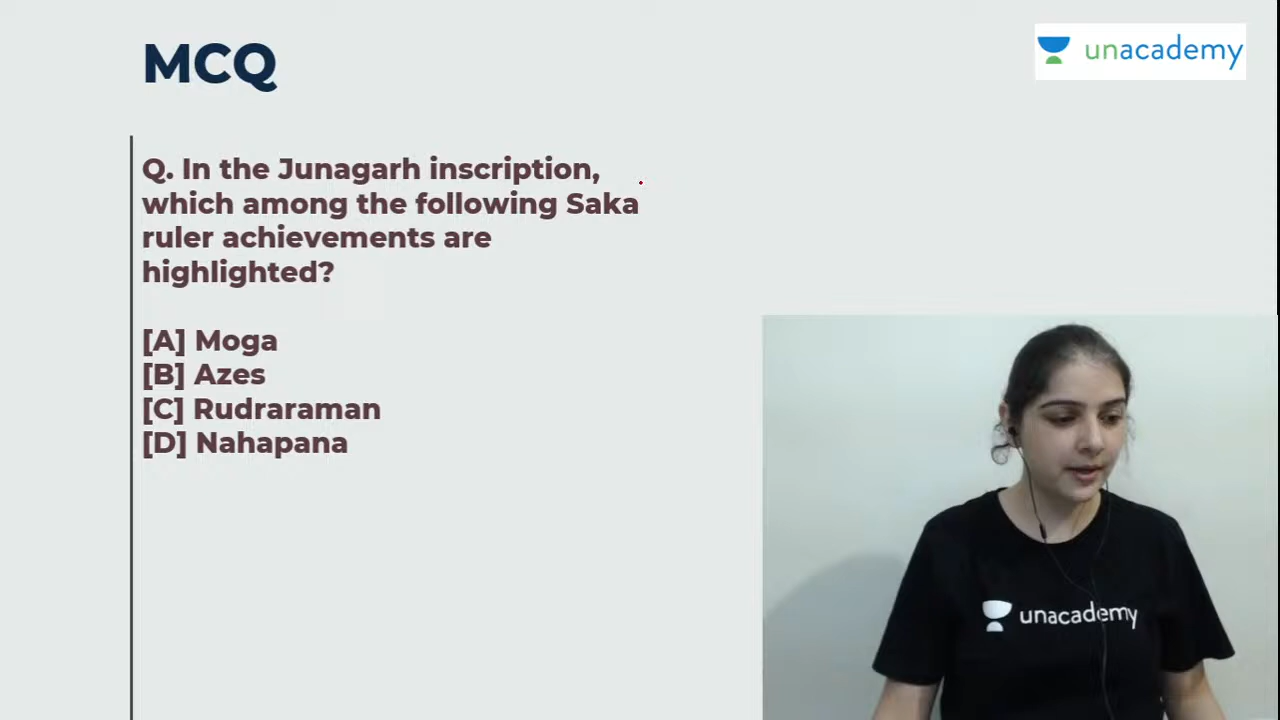 MCQ
unacademy
Q. In the Junagarh inscription,
which among the following Saka
ruler achievements are
highlighted?
[A] Moga
[B] Azes
[C] Rudraraman
[D] Nahapana
unacademy